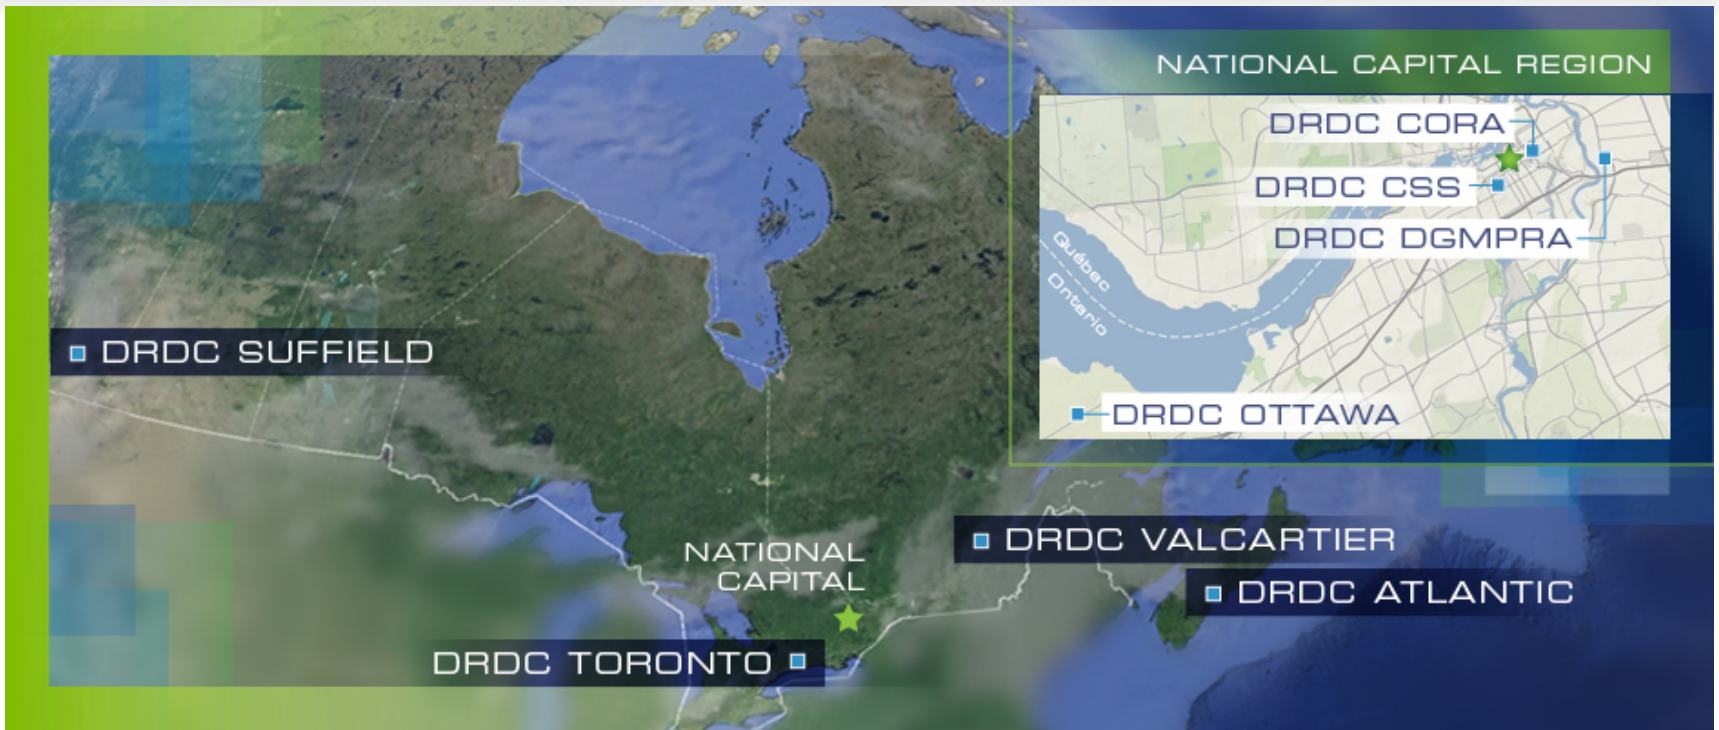 NATIONAL CAPITAL REGION
DRDC CORA
DRDC CSS
DRDC DGMPRA
Québec
Ontario
DRDC OTTAWA
DRDC SUFFIELD
DRDC VALCARTIER
NATIONAL
CAPITAL
DRDC ATLANTIC
DRDC TORONTO